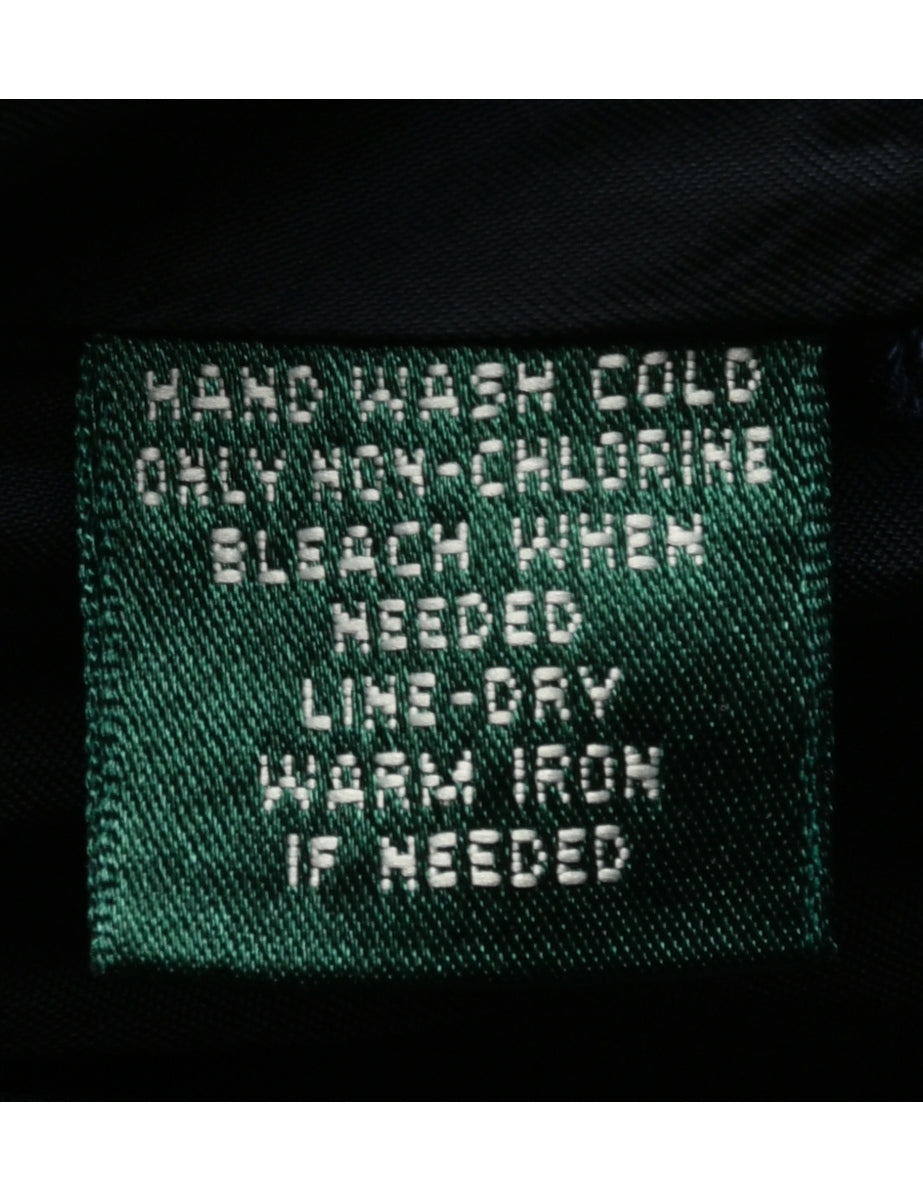 HAND WASH COLD
ONLY NON-CHLORINE
BLEACH WHEN
NEEDED
LINE-DRY
WARM IRON
IF NEEDED